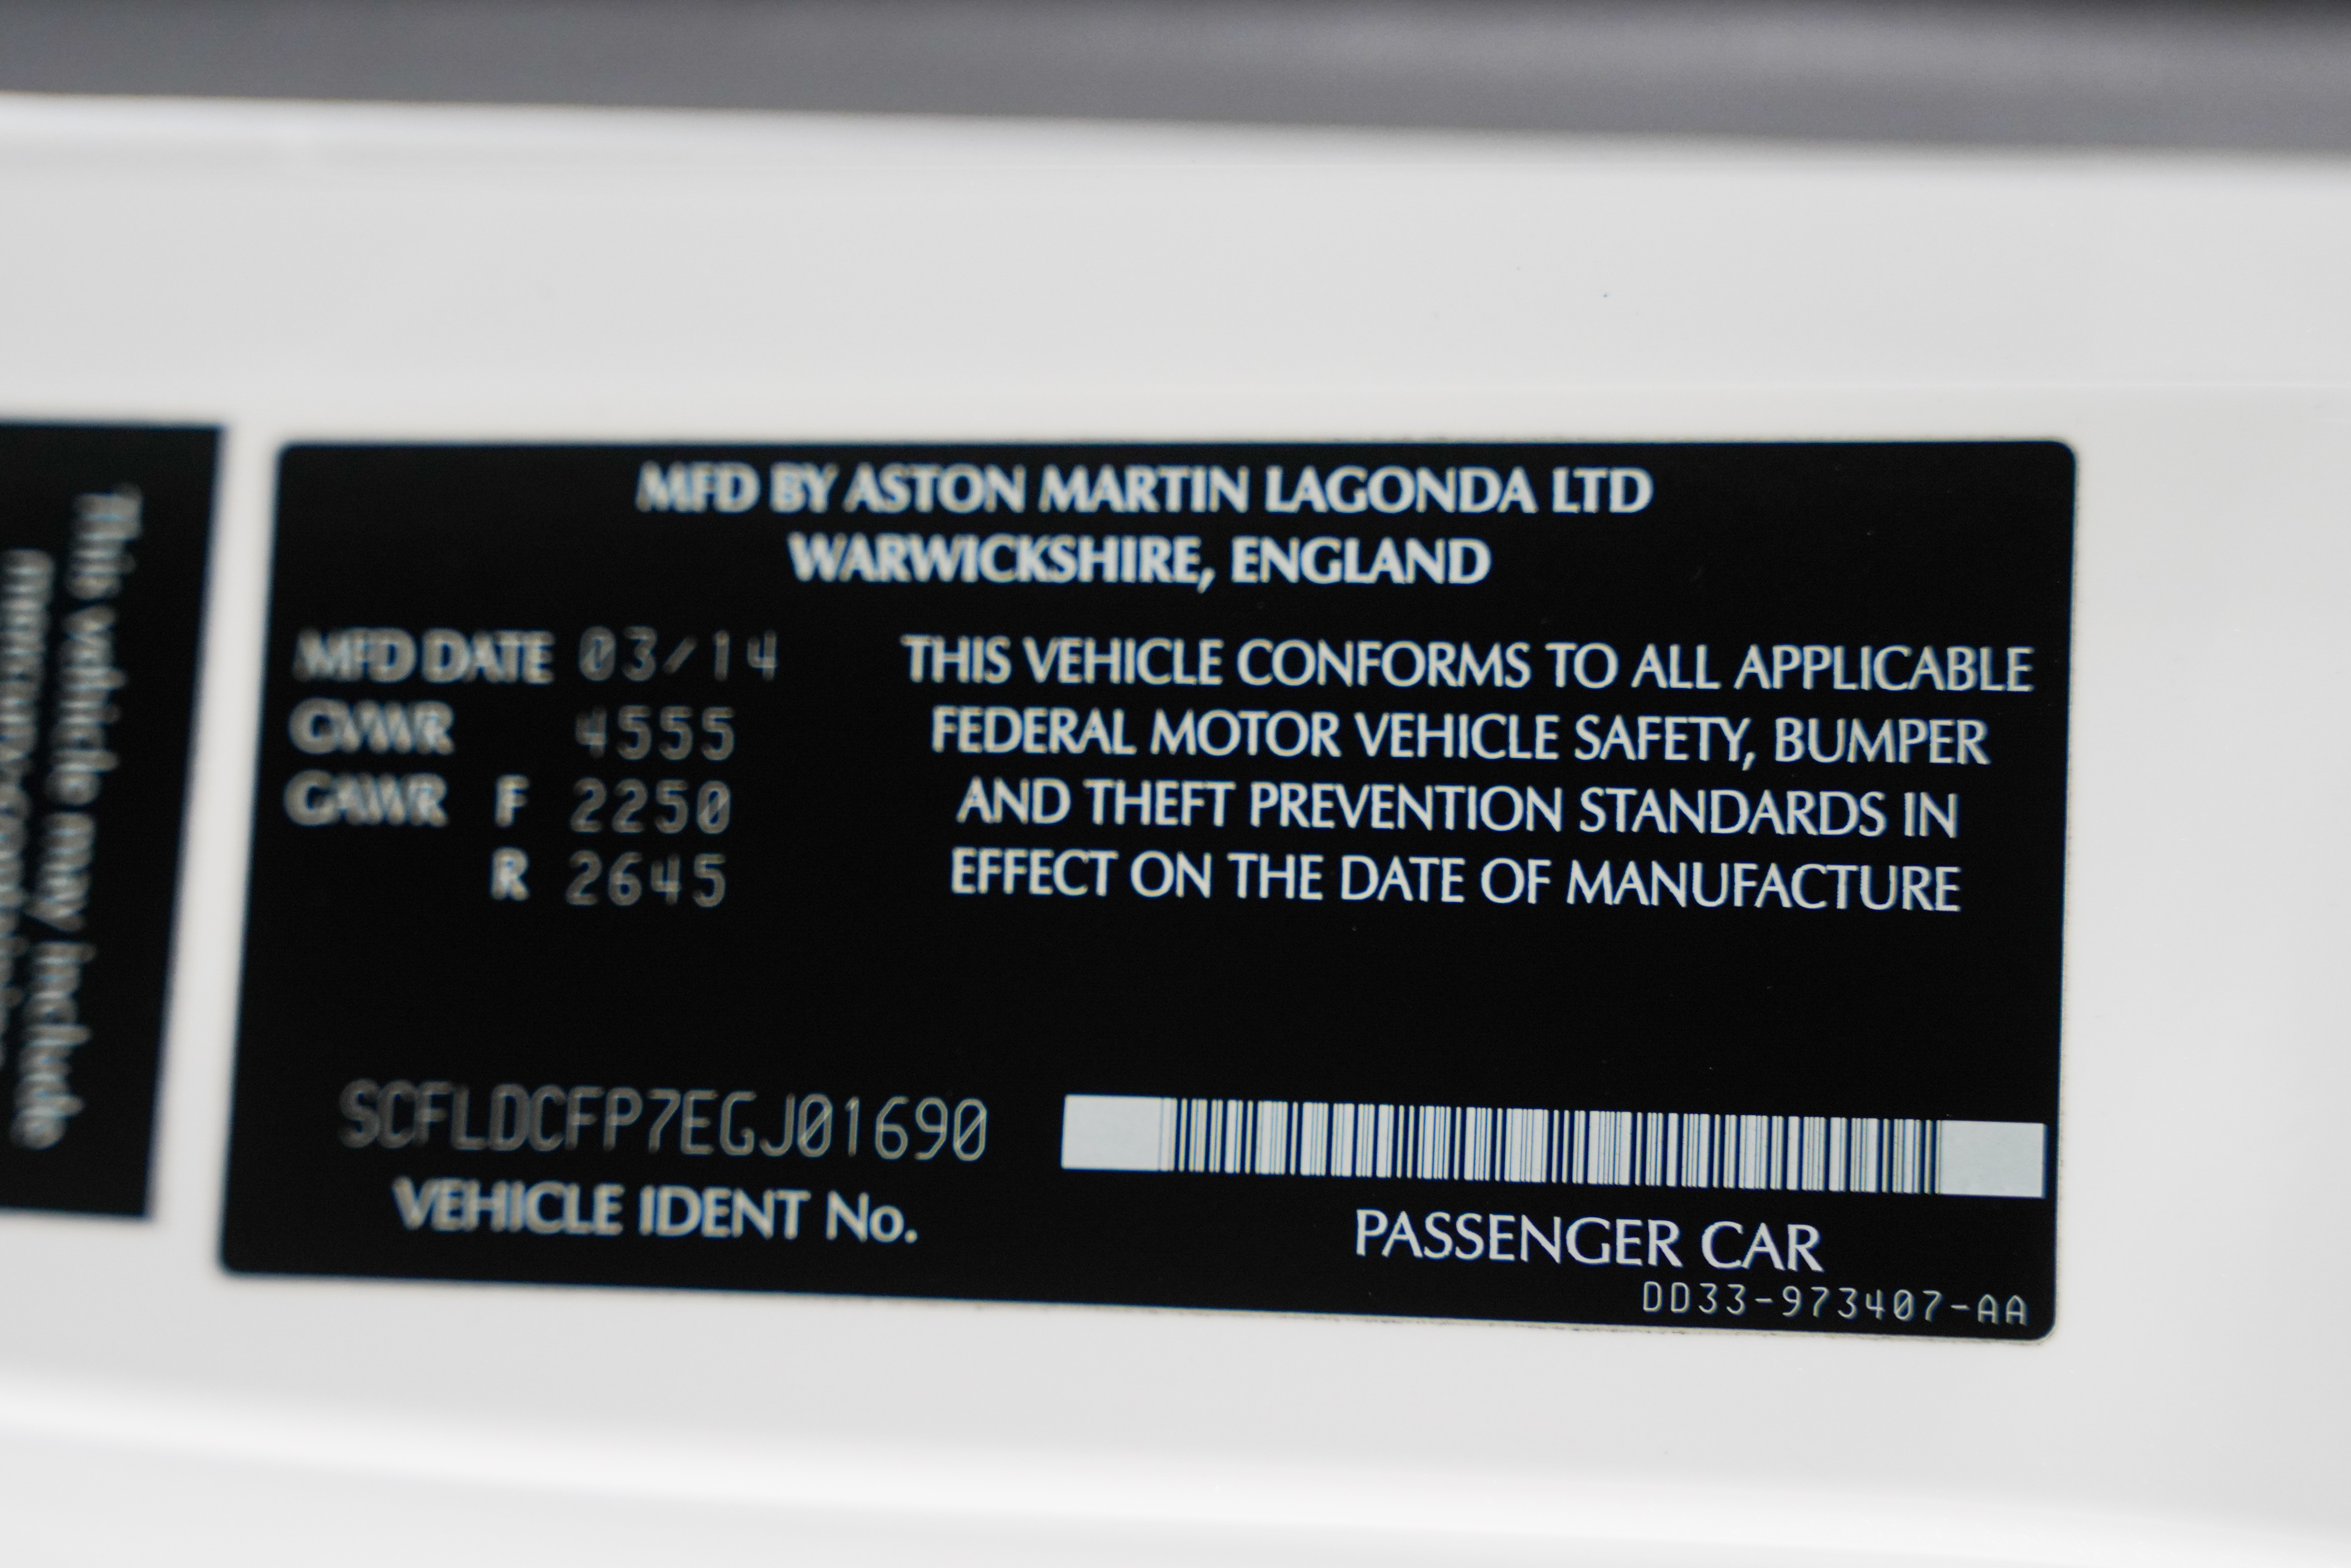 This vehicle may include
MFD BY ASTON MARTIN LAGONDA LTD
WARWICKSHIRE, ENGLAND
MFD DATE 03/14
GVWR 4555
GAWR F 2250
R 2645
THIS VEHICLE CONFORMS TO ALL APPLICABLE
FEDERAL MOTOR VEHICLE SAFETY, BUMPER
AND THEFT PREVENTION STANDARDS IN
EFFECT ON THE DATE OF MANUFACTURE
SCFLDCFP7EGJ01690
VEHICLE IDENT No.
PASSENGER CAR
DD33-973407-AA